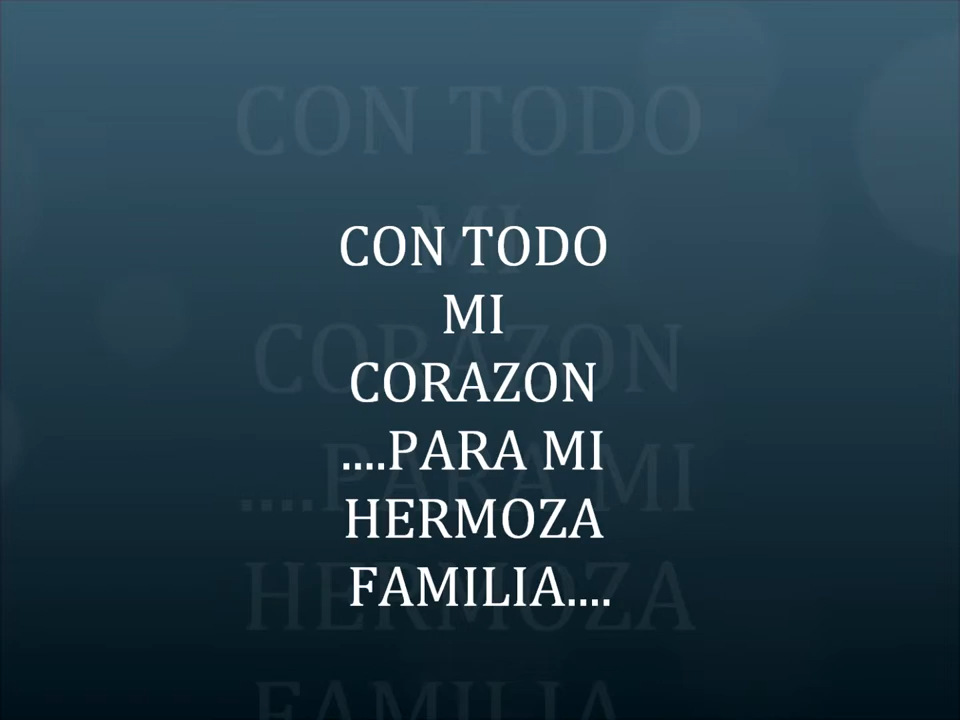 CON TODO
MI
CORAZON
....PARA MI
HERMOZA
FAMILIA....